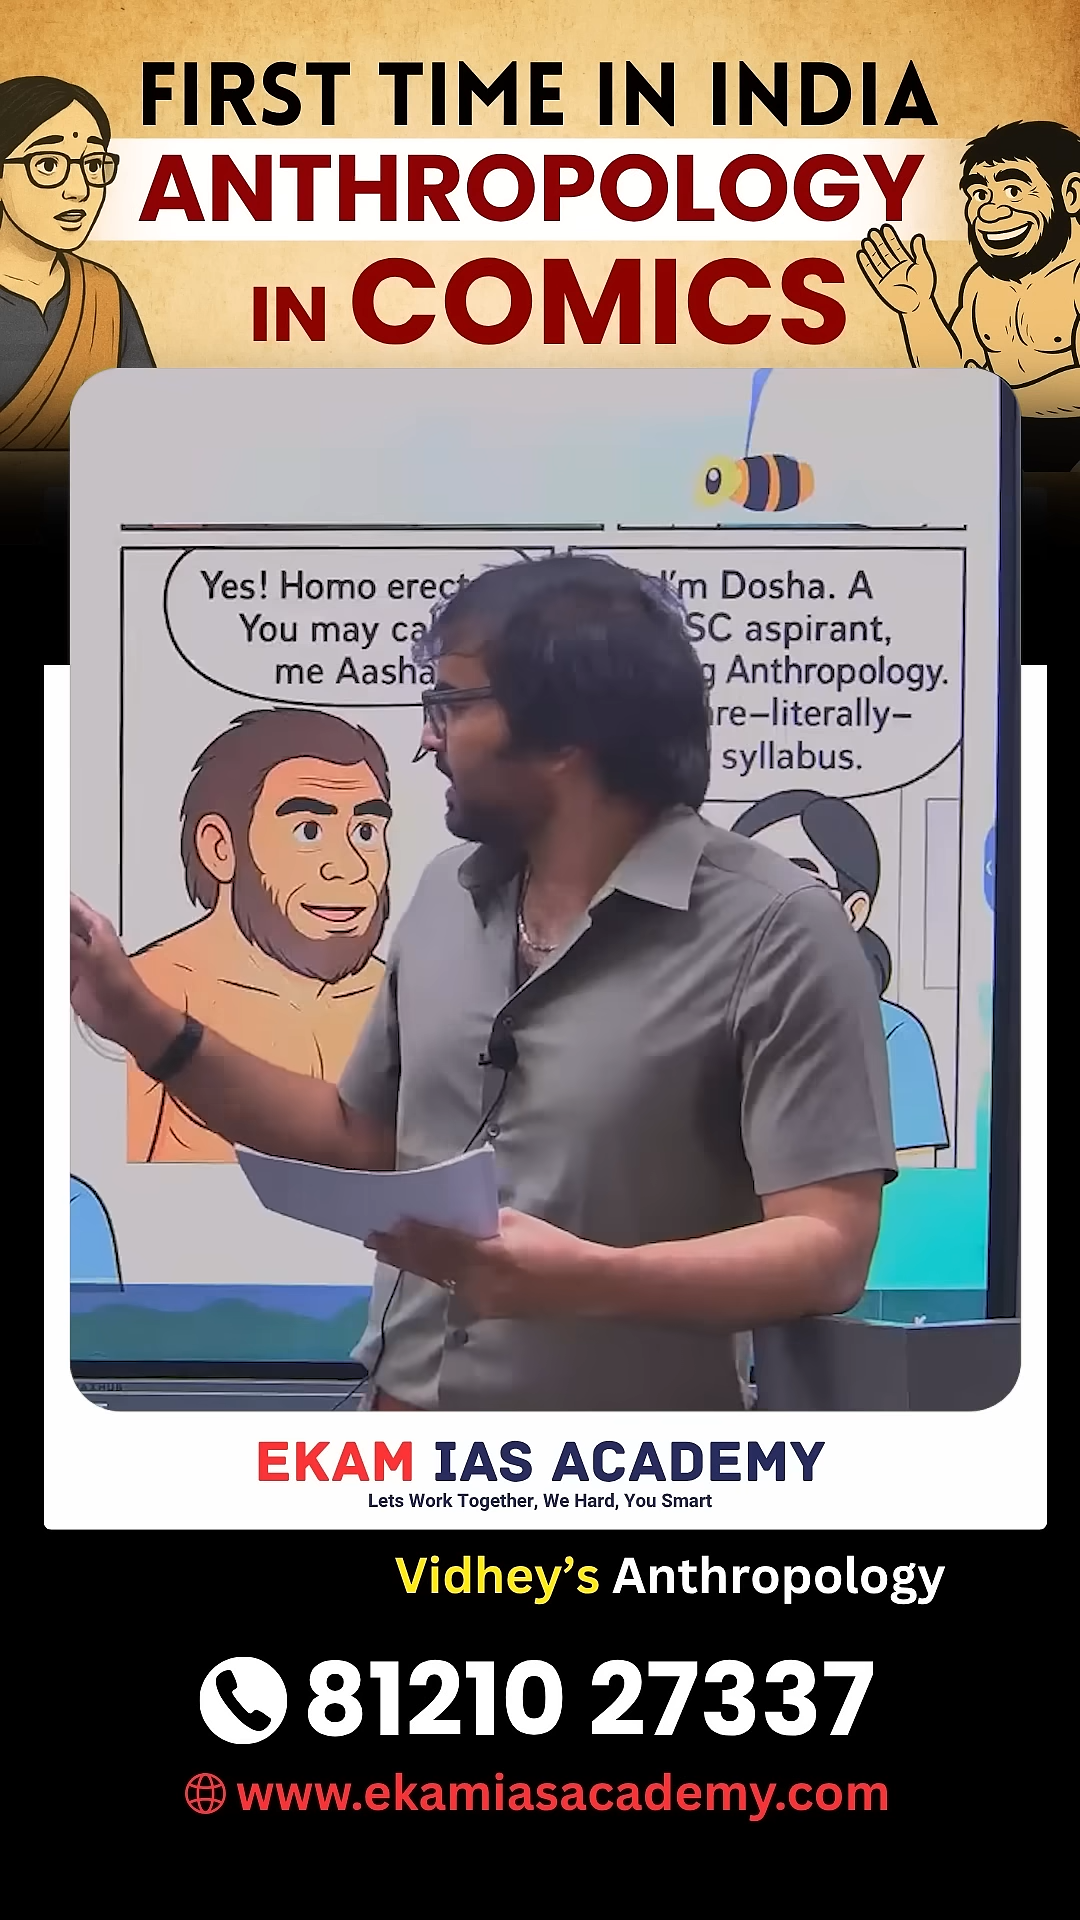 FIRST TIME IN INDIA
ANTHROPOLOGY
IN COMICS
Yes! Homo erect
You may ca
me Aasha
I'm Dosha. A
SC aspirant,
g Anthropology.
re–literally–
syllabus.
EKAM IAS ACADEMY
Lets Work Together, We Hard, You Smart
Vidhey's Anthropology
81210 27337
www.ekamiasacademy.com